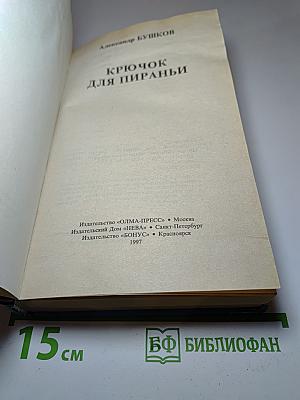 Александр БУШКОВ
КРЮЧОК
ДЛЯ ПИРАНЬИ
Издательство «ОЛМА-ПРЕСС» • Москва
Издательский Дом «НЕВА» • Санкт-Петербург
Издательство «БОНУС» • Красноярск
1997
15 см
БФ БИБЛИОФАН